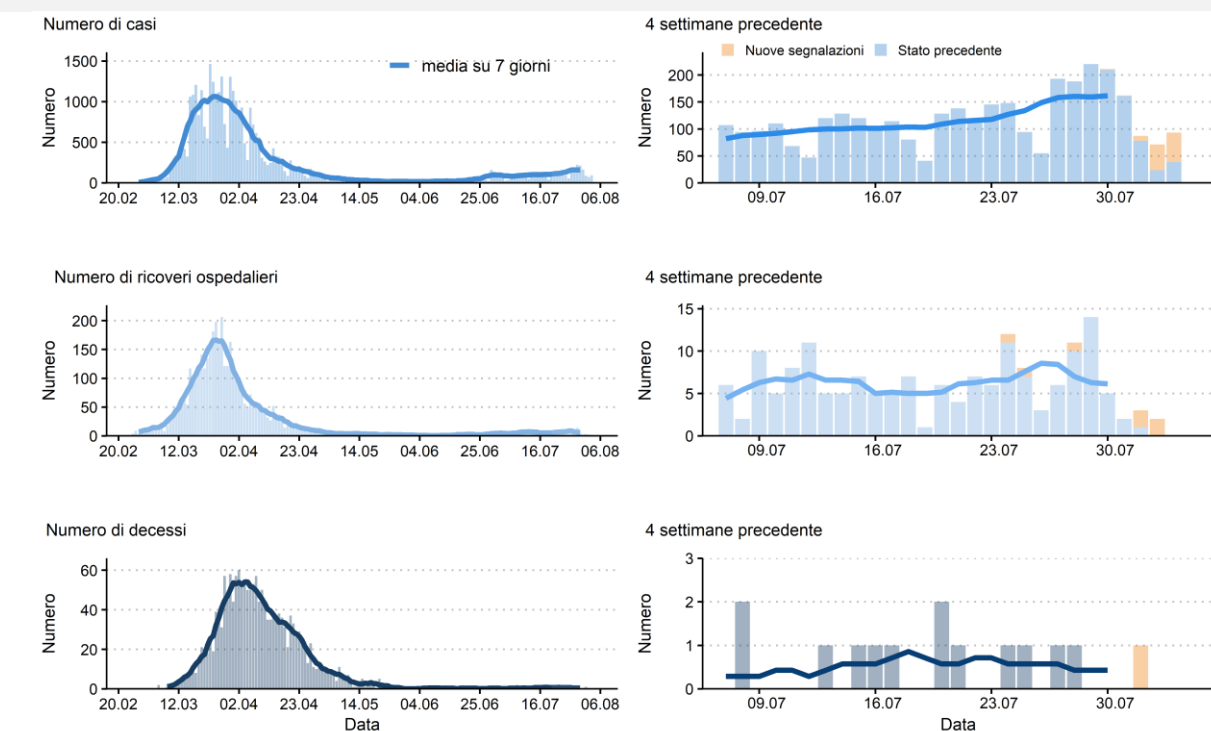 Numero di casi
4 settimane precedente
Nuove segnalazioni Stato precedente
media su 7 giorni
Numero
1500
1000
500
0
20.02 12.03 02.04 23.04 14.05 04.06 25.06 16.07 06.08
Numero
200
150
100
50
0
09.07 16.07 23.07 30.07
Numero di ricoveri ospedalieri
4 settimane precedente
Numero
200
150
100
50
0
20.02 12.03 02.04 23.04 14.05 04.06 25.06 16.07 06.08
Numero
15
10
5
0
09.07 16.07 23.07 30.07
Numero di decessi
4 settimane precedente
Numero
60
40
20
0
20.02 12.03 02.04 23.04 14.05 04.06 25.06 16.07 06.08
Data
Numero
3
2
1
0
09.07 16.07 23.07 30.07
Data